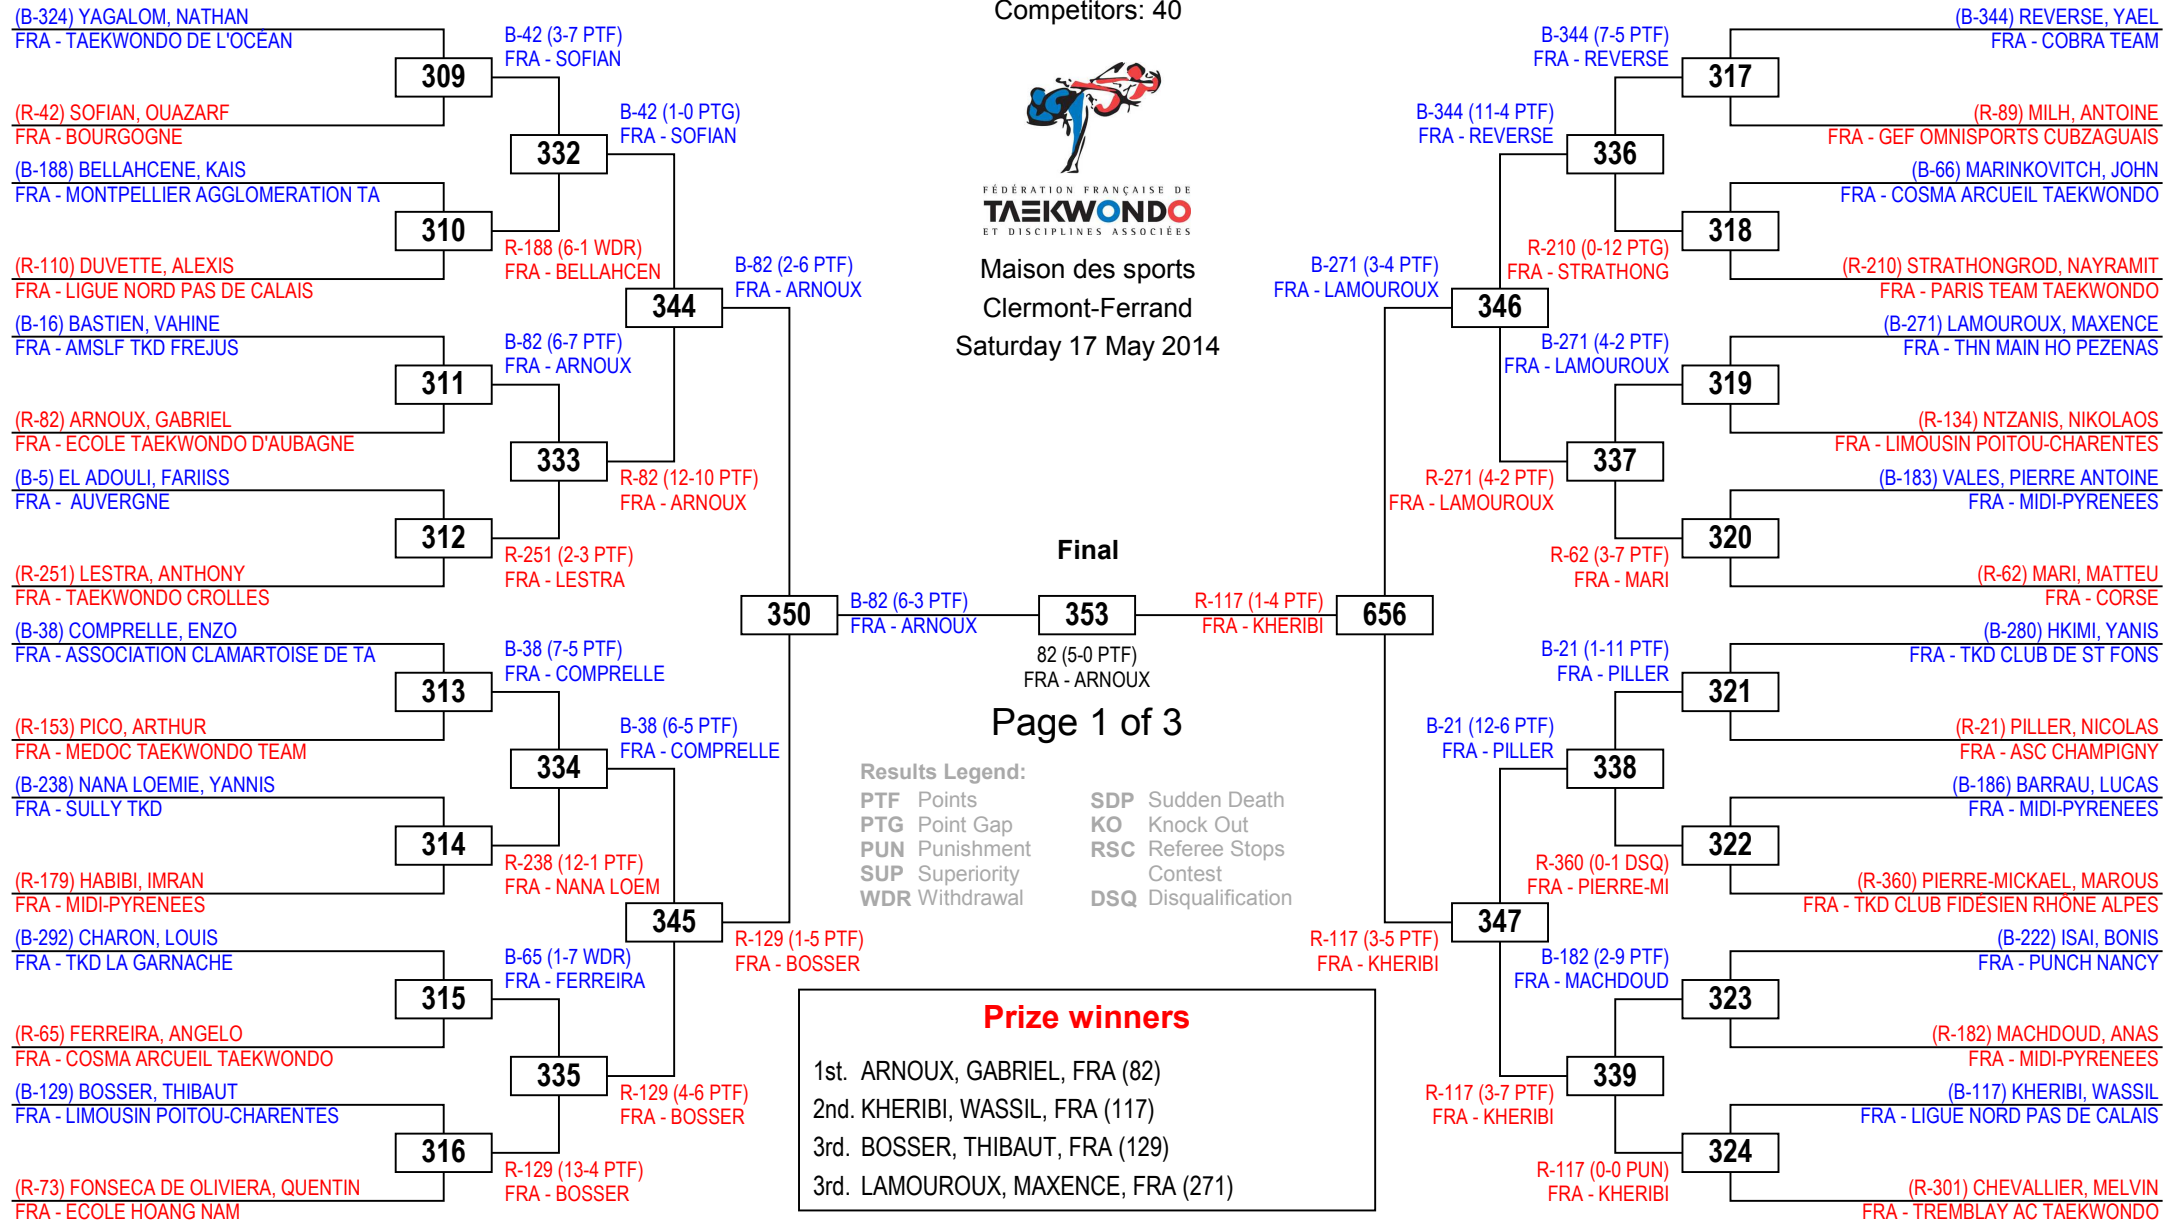 (B-324) YAGALOM, NATHAN
FRA - TAEKWONDO DE L'OCÉAN
(R-42) SOFIAN, OUAZARF
FRA - BOURGOGNE
(B-188) BELLAHCENE, KAIS
FRA - MONTPELLIER AGGLOMERATION TA
(R-110) DUVETTE, ALEXIS
FRA - LIGUE NORD PAS DE CALAIS
(B-16) BASTIEN, VAHINE
FRA - AMSLF TKD FREJUS
(R-82) ARNOUX, GABRIEL
FRA - ECOLE TAEKWONDO D'AUBAGNE
(B-5) EL ADOULI, FARIISS
FRA -  AUVERGNE
(R-251) LESTRA, ANTHONY
FRA - TAEKWONDO CROLLES
(B-38) COMPRELLE, ENZO
FRA - ASSOCIATION CLAMARTOISE DE TA
(R-153) PICO, ARTHUR
FRA - MEDOC TAEKWONDO TEAM
(B-238) NANA LOEMIE, YANNIS
FRA - SULLY TKD
(R-179) HABIBI, IMRAN
FRA - MIDI-PYRENEES
(B-292) CHARON, LOUIS
FRA - TKD LA GARNACHE
(R-65) FERREIRA, ANGELO
FRA - COSMA ARCUEIL TAEKWONDO
(B-129) BOSSER, THIBAUT
FRA - LIMOUSIN POITOU-CHARENTES
(R-73) FONSECA DE OLIVIERA, QUENTIN
FRA - ECOLE HOANG NAM
309
310
311
312
313
314
315
316
B-42 (3-7 PTF)
FRA - SOFIAN
R-188 (6-1 WDR)
FRA - BELLAHCEN
B-82 (6-7 PTF)
FRA - ARNOUX
R-251 (2-3 PTF)
FRA - LESTRA
B-38 (7-5 PTF)
FRA - COMPRELLE
R-238 (12-1 PTF)
FRA - NANA LOEM
B-65 (1-7 WDR)
FRA - FERREIRA
R-129 (13-4 PTF)
FRA - BOSSER
332
333
334
335
B-42 (1-0 PTG)
FRA - SOFIAN
R-82 (12-10 PTF)
FRA - ARNOUX
B-38 (6-5 PTF)
FRA - COMPRELLE
R-129 (4-6 PTF)
FRA - BOSSER
344
345
B-82 (2-6 PTF)
FRA - ARNOUX
R-129 (1-5 PTF)
FRA - BOSSER
350
B-82 (6-3 PTF)
FRA - ARNOUX
Competitors: 40
FÉDÉRATION FRANÇAISE DE
TAEKWONDO
ET DISCIPLINES ASSOCIÉES
Maison des sports
Clermont-Ferrand
Saturday 17 May 2014
Final
353
82 (5-0 PTF)
FRA - ARNOUX
Page 1 of 3
Results Legend:
PTF Points
PTG Point Gap
PUN Punishment
SUP Superiority
WDR Withdrawal
SDP Sudden Death
KO Knock Out
RSC Referee Stops
Contest
DSQ Disqualification
Prize winners
1st. ARNOUX, GABRIEL, FRA (82)
2nd. KHERIBI, WASSIL, FRA (117)
3rd. BOSSER, THIBAUT, FRA (129)
3rd. LAMOUROUX, MAXENCE, FRA (271)
R-117 (1-4 PTF)
FRA - KHERIBI
656
B-271 (3-4 PTF)
FRA - LAMOUROUX
R-117 (3-5 PTF)
FRA - KHERIBI
346
347
B-344 (11-4 PTF)
FRA - REVERSE
R-271 (4-2 PTF)
FRA - LAMOUROUX
B-21 (12-6 PTF)
FRA - PILLER
R-117 (3-7 PTF)
FRA - KHERIBI
336
337
338
339
B-344 (7-5 PTF)
FRA - REVERSE
R-210 (0-12 PTG)
FRA - STRATHONG
B-271 (4-2 PTF)
FRA - LAMOUROUX
R-62 (3-7 PTF)
FRA - MARI
B-21 (1-11 PTF)
FRA - PILLER
R-360 (0-1 DSQ)
FRA - PIERRE-MI
B-182 (2-9 PTF)
FRA - MACHDOUD
R-117 (0-0 PUN)
FRA - KHERIBI
317
318
319
320
321
322
323
324
(B-344) REVERSE, YAEL
FRA - COBRA TEAM
(R-89) MILH, ANTOINE
FRA - GEF OMNISPORTS CUBZAGUAIS
(B-66) MARINKOVITCH, JOHN
FRA - COSMA ARCUEIL TAEKWONDO
(R-210) STRATHONGROD, NAYRAMIT
FRA - PARIS TEAM TAEKWONDO
(B-271) LAMOUROUX, MAXENCE
FRA - THN MAIN HO PEZENAS
(R-134) NTZANIS, NIKOLAOS
FRA - LIMOUSIN POITOU-CHARENTES
(B-183) VALES, PIERRE ANTOINE
FRA - MIDI-PYRENEES
(R-62) MARI, MATTEU
FRA - CORSE
(B-280) HKIMI, YANIS
FRA - TKD CLUB DE ST FONS
(R-21) PILLER, NICOLAS
FRA - ASC CHAMPIGNY
(B-186) BARRAU, LUCAS
FRA - MIDI-PYRENEES
(R-360) PIERRE-MICKAEL, MAROUS
FRA - TKD CLUB FIDÉSIEN RHÔNE ALPES
(B-222) ISAI, BONIS
FRA - PUNCH NANCY
(R-182) MACHDOUD, ANAS
FRA - MIDI-PYRENEES
(B-117) KHERIBI, WASSIL
FRA - LIGUE NORD PAS DE CALAIS
(R-301) CHEVALLIER, MELVIN
FRA - TREMBLAY AC TAEKWONDO